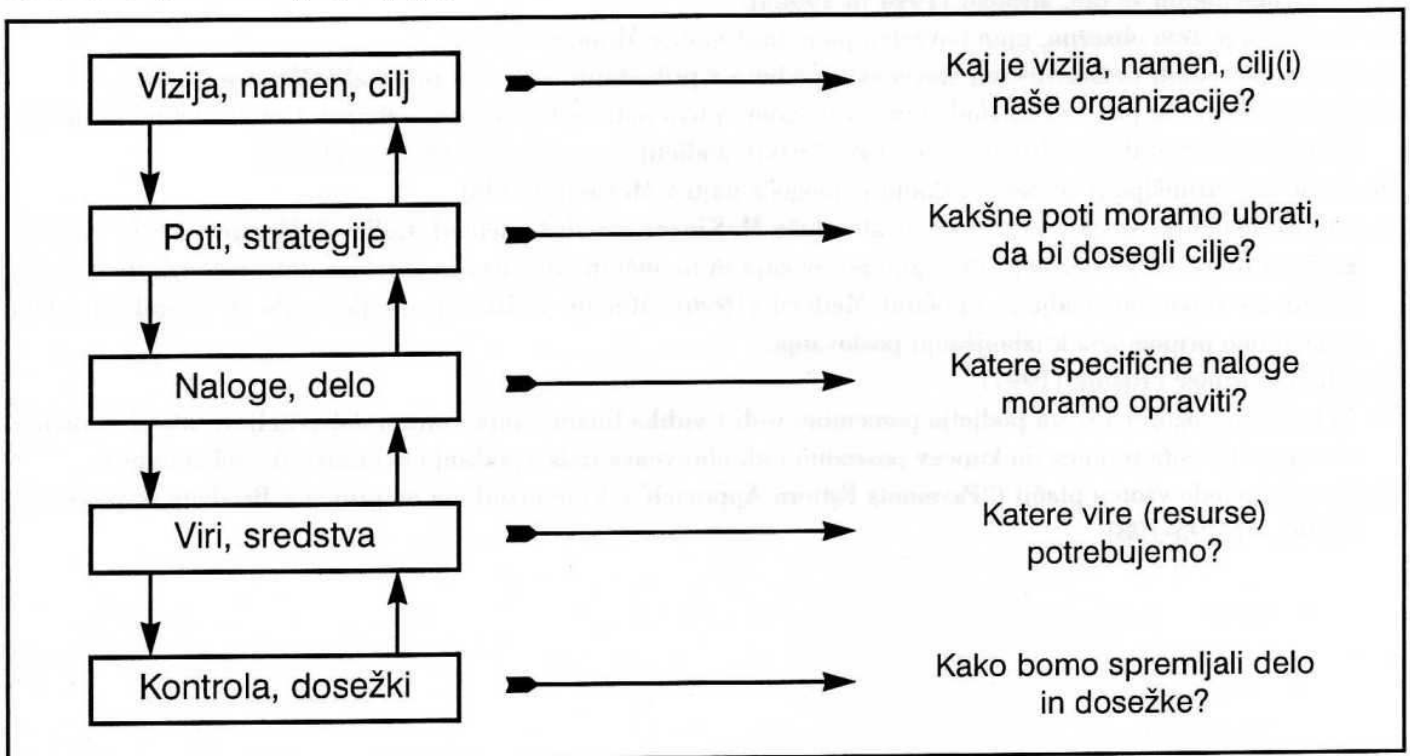 Vizija, namen, cilj
Kaj je vizija, namen, cilj(i)
naše organizacije?
Poti, strategije
Kakšne poti moramo ubrati,
da bi dosegli cilje?
Naloge, delo
Katere specifične naloge
moramo opraviti?
Viri, sredstva
Katere vire (resurse)
potrebujemo?
Kontrola, dosežki
Kako bomo spremljali delo
in dosežke?